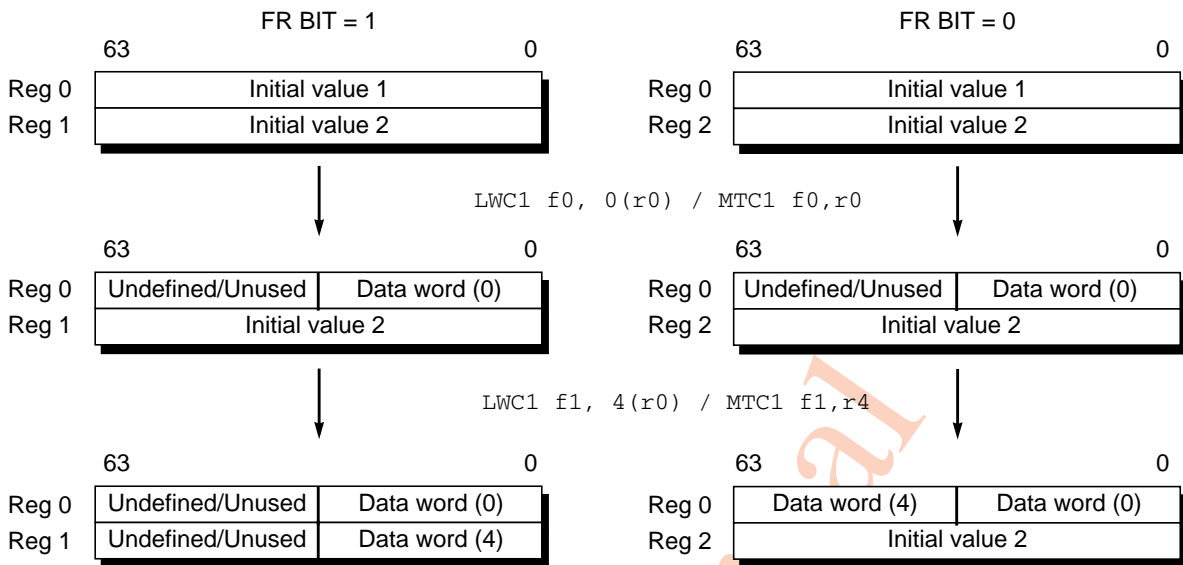 FR BIT = 1 FR BIT = 0
63 0 63 0
Reg 0 Initial value 1 Reg 0 Initial value 1
Reg 1 Initial value 2 Reg 2 Initial value 2
LWC1 f0, 0(r0) / MTC1 f0,r0
63 0 63 0
Reg 0 Undefined/Unused Data word (0) Reg 0 Undefined/Unused Data word (0)
Reg 1 Initial value 2 Reg 2 Initial value 2
LWC1 f1, 4(r0) / MTC1 f1,r4
63 0 63 0
Reg 0 Undefined/Unused Data word (0) Reg 0 Data word (4) Data word (0)
Reg 1 Undefined/Unused Data word (4) Reg 2 Initial value 2